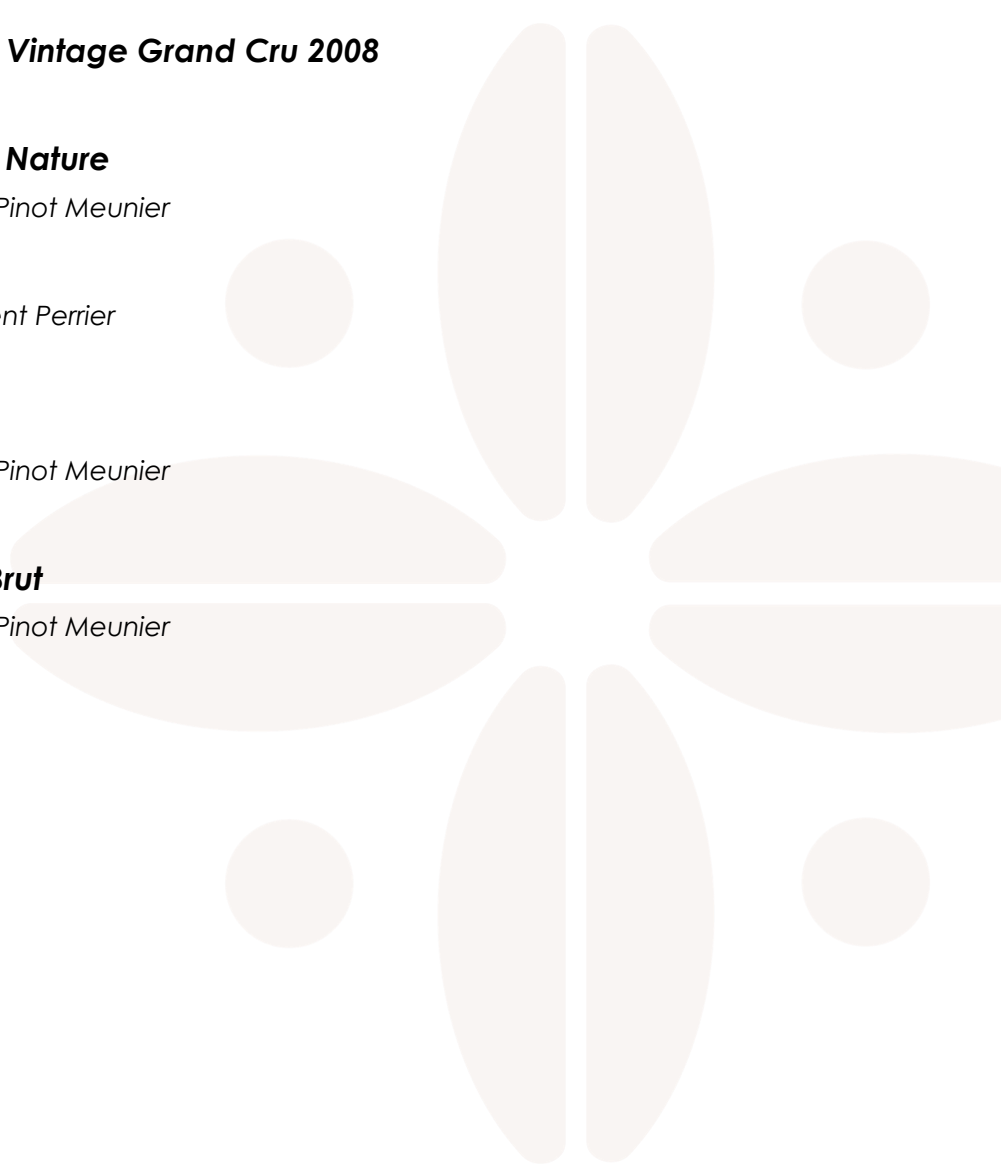 Vintage Grand Cru 2008
Nature
Pinot Meunier
nt Perrier
Pinot Meunier
Brut
Pinot Meunier